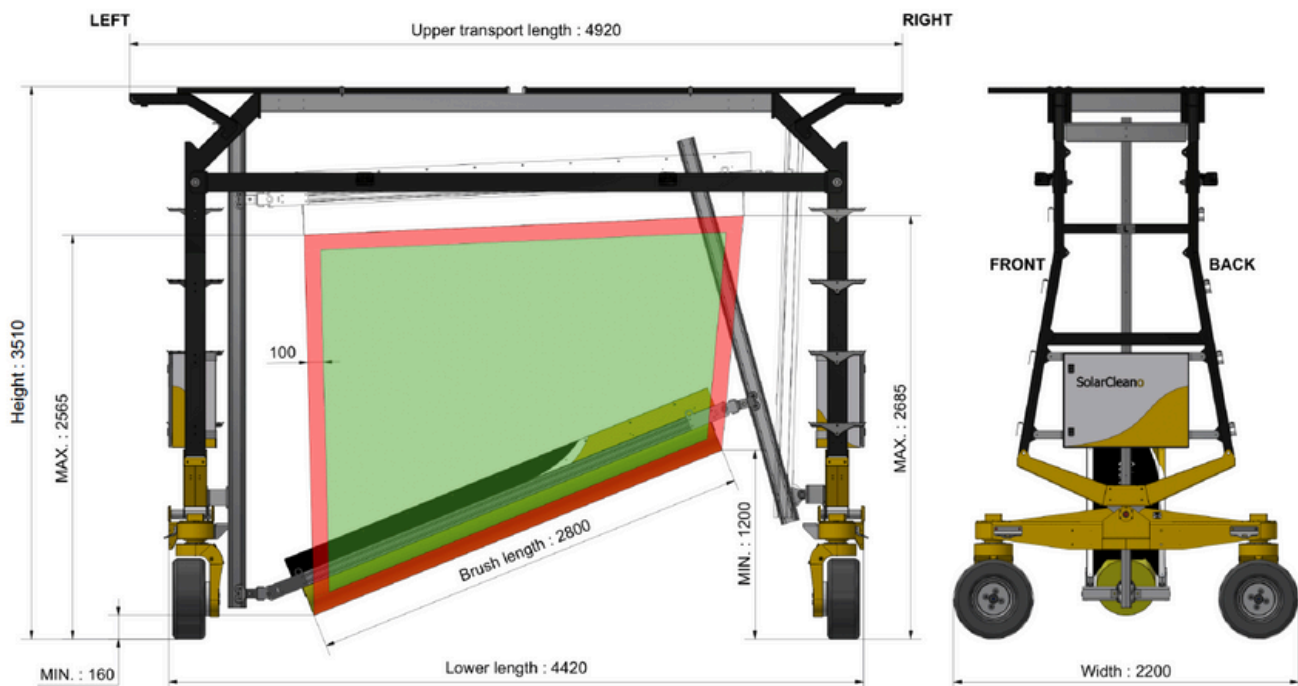 LEFT
RIGHT
Upper transport length : 4920
Height : 3510
MAX. : 2565
100
FRONT
BACK
SolarCleano
MAX. : 2685
Brush length : 2800
MIN. : 1200
MIN. : 160
Lower length : 4420
Width : 2200